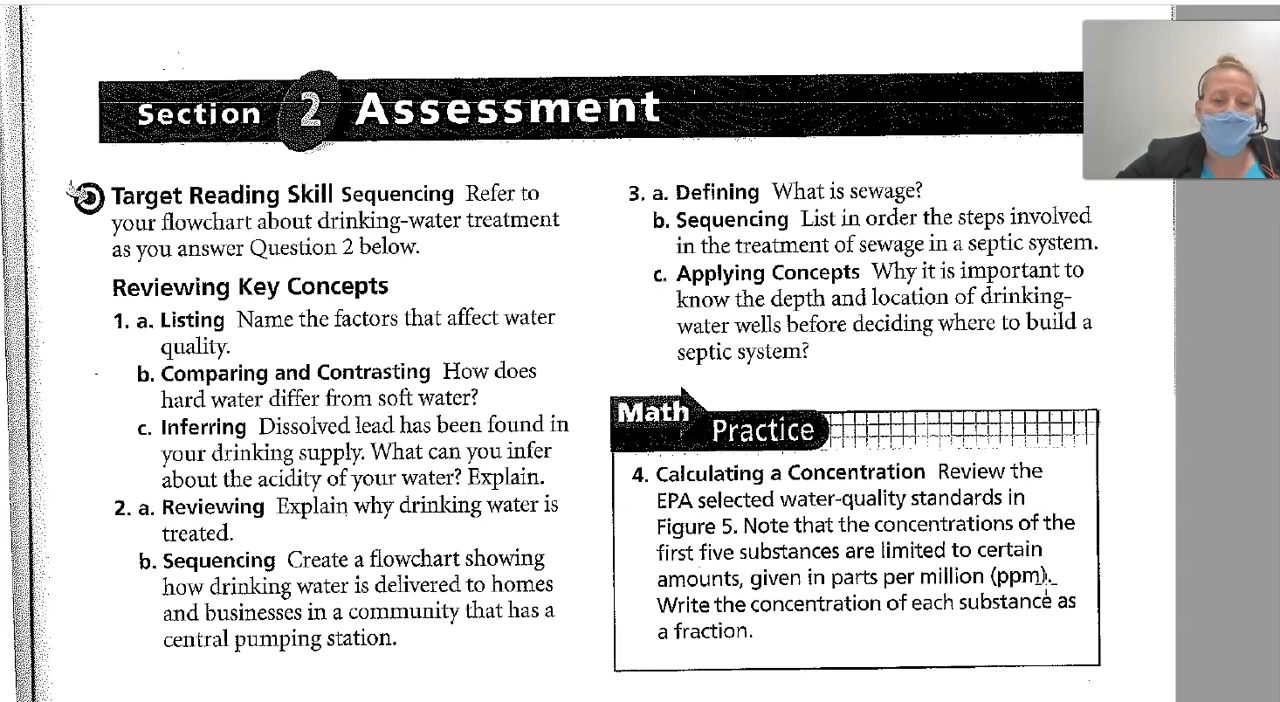 Section 2 Assessment
Target Reading Skill Sequencing Refer to
your flowchart about drinking-water treatment
as you answer Question 2 below.
Reviewing Key Concepts
1. a. Listing Name the factors that affect water
quality.
b. Comparing and Contrasting How does
hard water differ from soft water?
c. Inferring Dissolved lead has been found in
your drinking supply. What can you infer
about the acidity of your water? Explain.
2. a. Reviewing Explain why drinking water is
treated.
b. Sequencing Create a flowchart showing
how drinking water is delivered to homes
and businesses in a community that has a
central pumping station.
3. a. Defining What is sewage?
b. Sequencing List in order the steps involved
in the treatment of sewage in a septic system.
c. Applying Concepts Why it is important to
know the depth and location of drinking-
water wells before deciding where to build a
septic system?
Math Practice
4. Calculating a Concentration Review the
EPA selected water-quality standards in
Figure 5. Note that the concentrations of the
first five substances are limited to certain
amounts, given in parts per million (ppm).
Write the concentration of each substance as
a fraction.